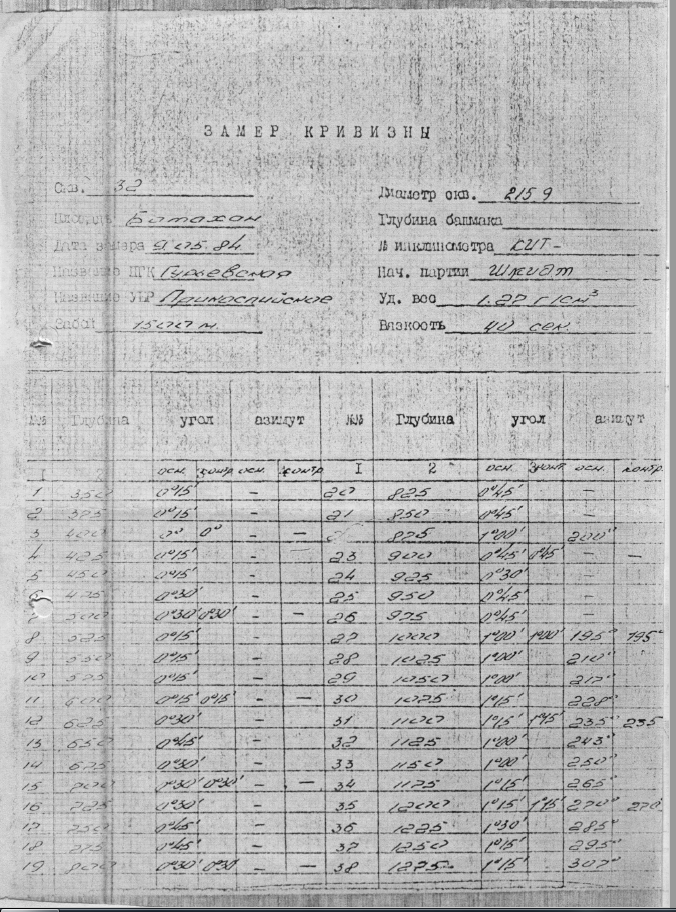 ЗАМЕР КРИВИЗНЫ
Скв. 32 Диаметр скв. 215 9
Площадь Батахан Глубина башмака
Дата замера 9.05.84 № инклинометра КИТ-
Название ПГК Гурьевская Нач. партии Шмидт
Название УБР Прикаспийское Уд. вес 1.27 г/см³
Забой 1500 м. Вязкость 40 сек.
№№ Глубина угол азимут №№ Глубина угол азимут
1 осн. контр осн. контр 1 2 осн. контр осн. контр.
1 350 0°15' - 20 825 0°45' -
2 375 0°15' - 21 850 0°45' -
3 400 0° 0° - - 875 1°00' 200°
4 425 0°15' - 23 900 0°45' 0°45' - -
5 450 0°15' - 24 925 0°30' -
6 475 0°30' - 25 950 0°45' -
7 500 0°30' 0°30' - - 26 975 0°45' -
8 525 0°15' - 27 1000 1°00' 1°00' 195° 195°
9 550 0°15' - 28 1025 1°00' 210°
10 575 0°45' - 29 1050 1°00' 217°
11 600 0°15' 0°15' - - 30 1075 1°15' 228°
12 625 0°30' - 31 1100 1°15' 1°15' 235° 235
13 650 0°45' - 32 1125 1°00' 243°
14 675 0°30' - 33 1150 1°00' 250°
15 700 0°30' 0°30' - - 34 1175 1°15' 265°
16 725 0°30' - 35 1200 1°15' 1°15' 270° 270
17 750 0°45' - 36 1225 1°30' 285°
18 775 0°45' - 37 1250 1°15' 295°
19 800 0°30' 0°30' - - 38 1275 1°15' 307°